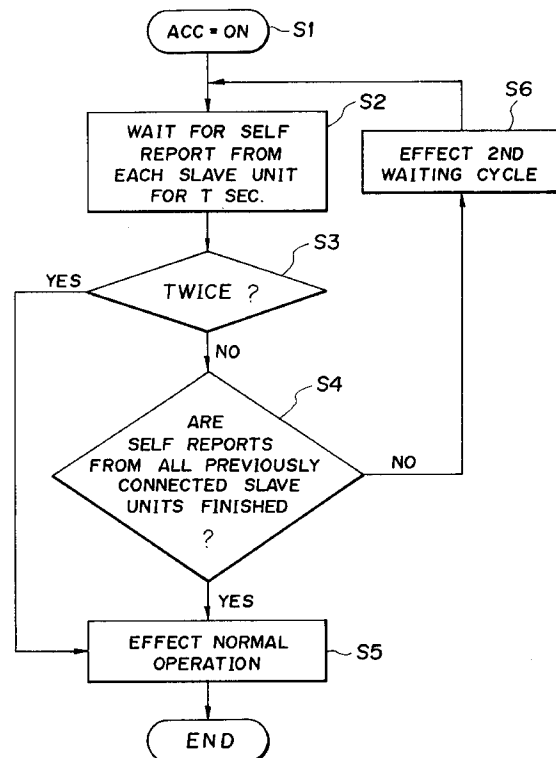 ACC = ON
S1
S2
WAIT FOR SELF
REPORT FROM
EACH SLAVE UNIT
FOR T SEC.
S6
EFFECT 2ND
WAITING CYCLE
S3
YES
TWICE ?
NO
S4
ARE
SELF REPORTS
FROM ALL PREVIOUSLY
CONNECTED SLAVE
UNITS FINISHED
?
NO
YES
EFFECT NORMAL
OPERATION
S5
END